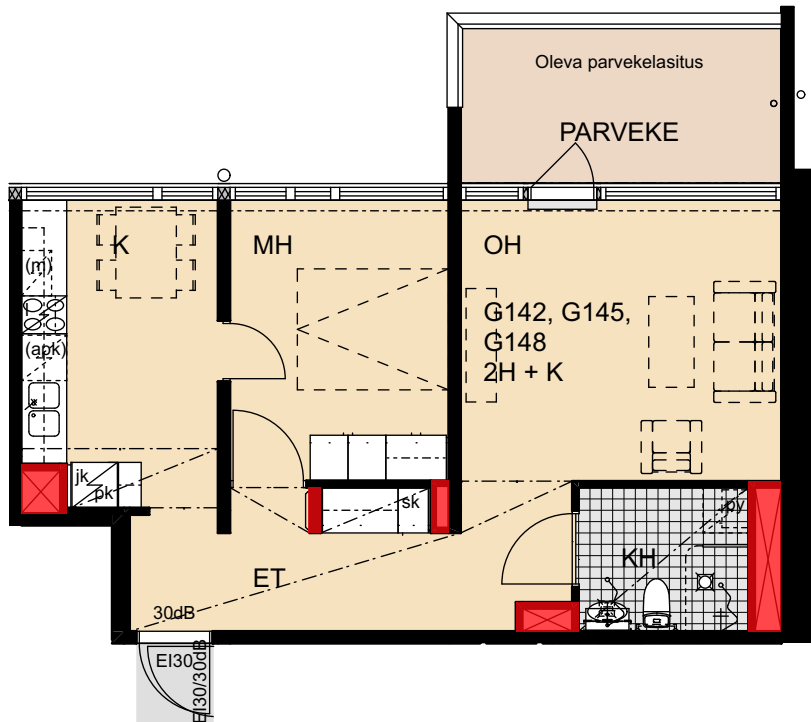 Oleva parvekelasitus
PARVEKE
K
MH
OH
(m)
G142, G145,
G148
2H + K
(apk)
jk
pk
sk
py
KH
ET
30dB
EI30
EI30/30dB